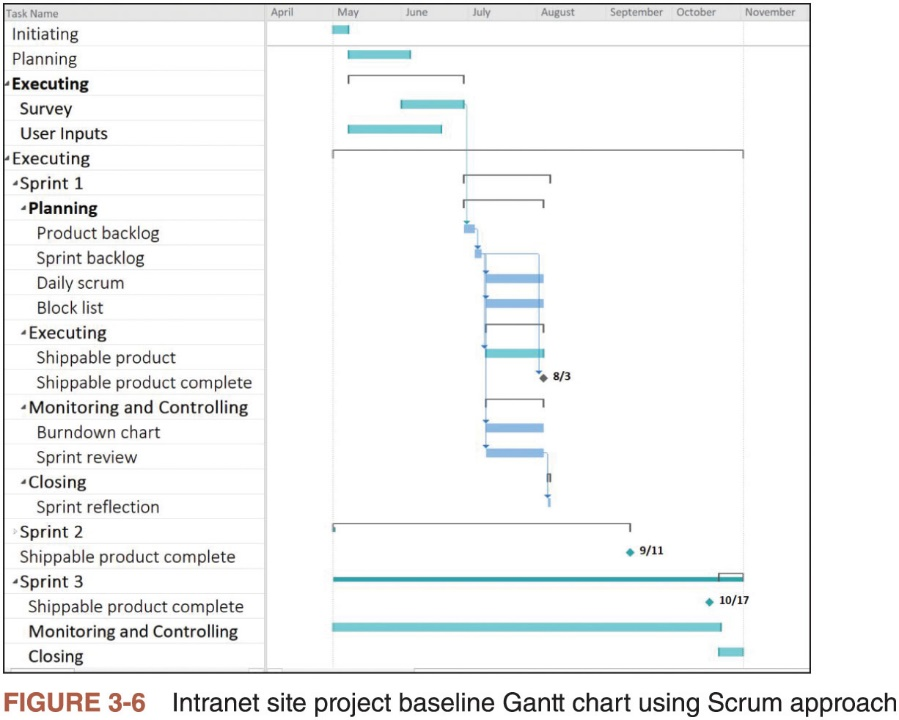 Task Name April May June July August September October November
Initiating
Planning
Executing
Survey
User Inputs
Executing
Sprint 1
Planning
Product backlog
Sprint backlog
Daily scrum
Block list
Executing
Shippable product
Shippable product complete 8/3
Monitoring and Controlling
Burndown chart
Sprint review
Closing
Sprint reflection
Sprint 2
Shippable product complete 9/11
Sprint 3
Shippable product complete 10/17
Monitoring and Controlling
Closing
FIGURE 3-6 Intranet site project baseline Gantt chart using Scrum approach